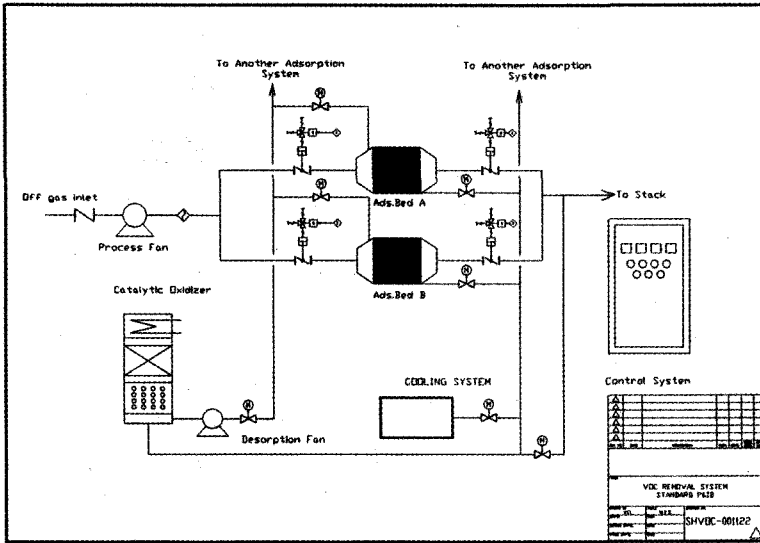 To Another Adsorption
System
To Another Adsorption
System
M
M
Off gas inlet
Process Fan
Ads.Bed A
M
To Stack
M
Ads.Bed B
M
Catalytic Oxidizer
M
Desorption Fan
COOLING SYSTEM
M
M
Control System
VOC REMOVAL SYSTEM
STANDARD P&ID
SHVOC-001122